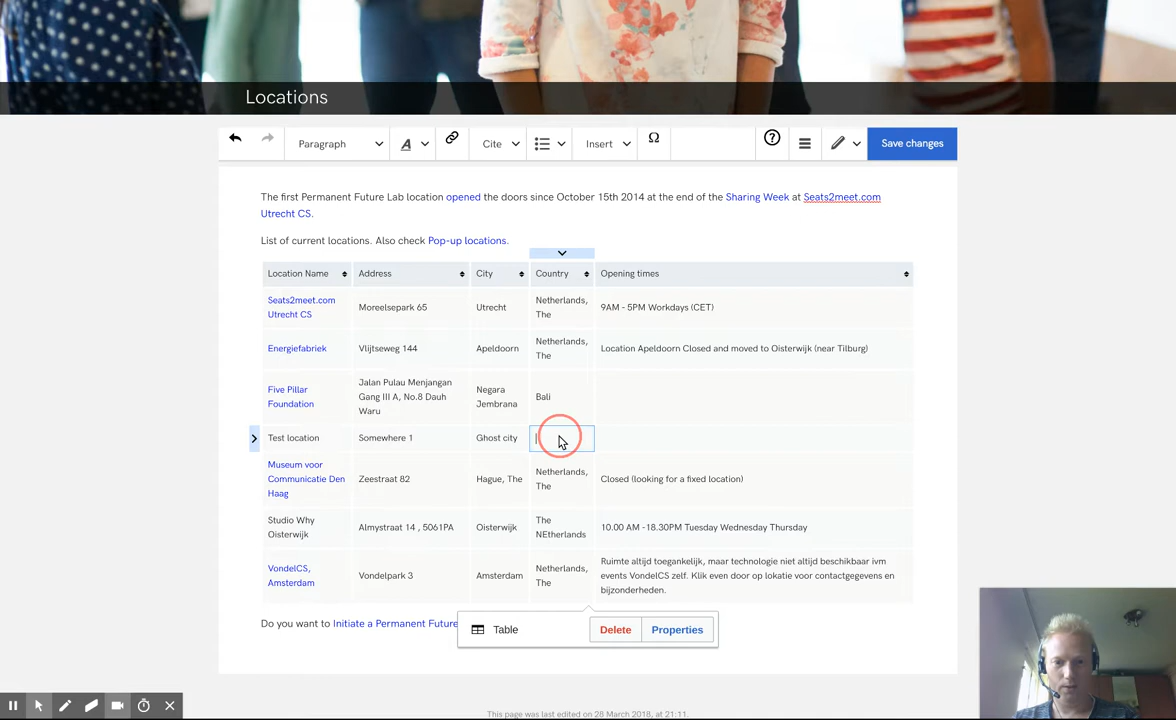 Locations
Paragraph
A
Cite
Insert
Ω
?
Save changes
The first Permanent Future Lab location opened the doors since October 15th 2014 at the end of the Sharing Week at Seats2meet.com
Utrecht CS.
List of current locations. Also check Pop-up locations.
Location Name Address City Country Opening times
Seats2meet.com
Utrecht CS
Moreelsepark 65
Utrecht
Netherlands,
The
9AM - 5PM Workdays (CET)
Energiefabriek
Vlijtseweg 144
Apeldoorn
Netherlands,
The
Location Apeldoorn Closed and moved to Oisterwijk (near Tilburg)
Five Pillar
Foundation
Jalan Pulau Menjangan
Gang III A, No.8 Dauh
Waru
Negara
Jembrana
Bali
Test location
Somewhere 1
Ghost city
Museum voor
Communicatie Den
Haag
Zeestraat 82
Hague, The
Netherlands,
The
Closed (looking for a fixed location)
Studio Why
Oisterwijk
Almystraat 14 , 5061PA
Oisterwijk
The
NEtherlands
10.00 AM -18.30PM Tuesday Wednesday Thursday
VondelCS,
Amsterdam
Vondelpark 3
Amsterdam
Netherlands,
The
Ruimte altijd toegankelijk, maar technologie niet altijd beschikbaar ivm
events VondelCS zelf. Klik even door op lokatie voor contactgegevens en
bijzonderheden.
Do you want to Initiate a Permanent Future
Table
Delete
Properties
This page was last edited on 28 March 2018, at 21:11.